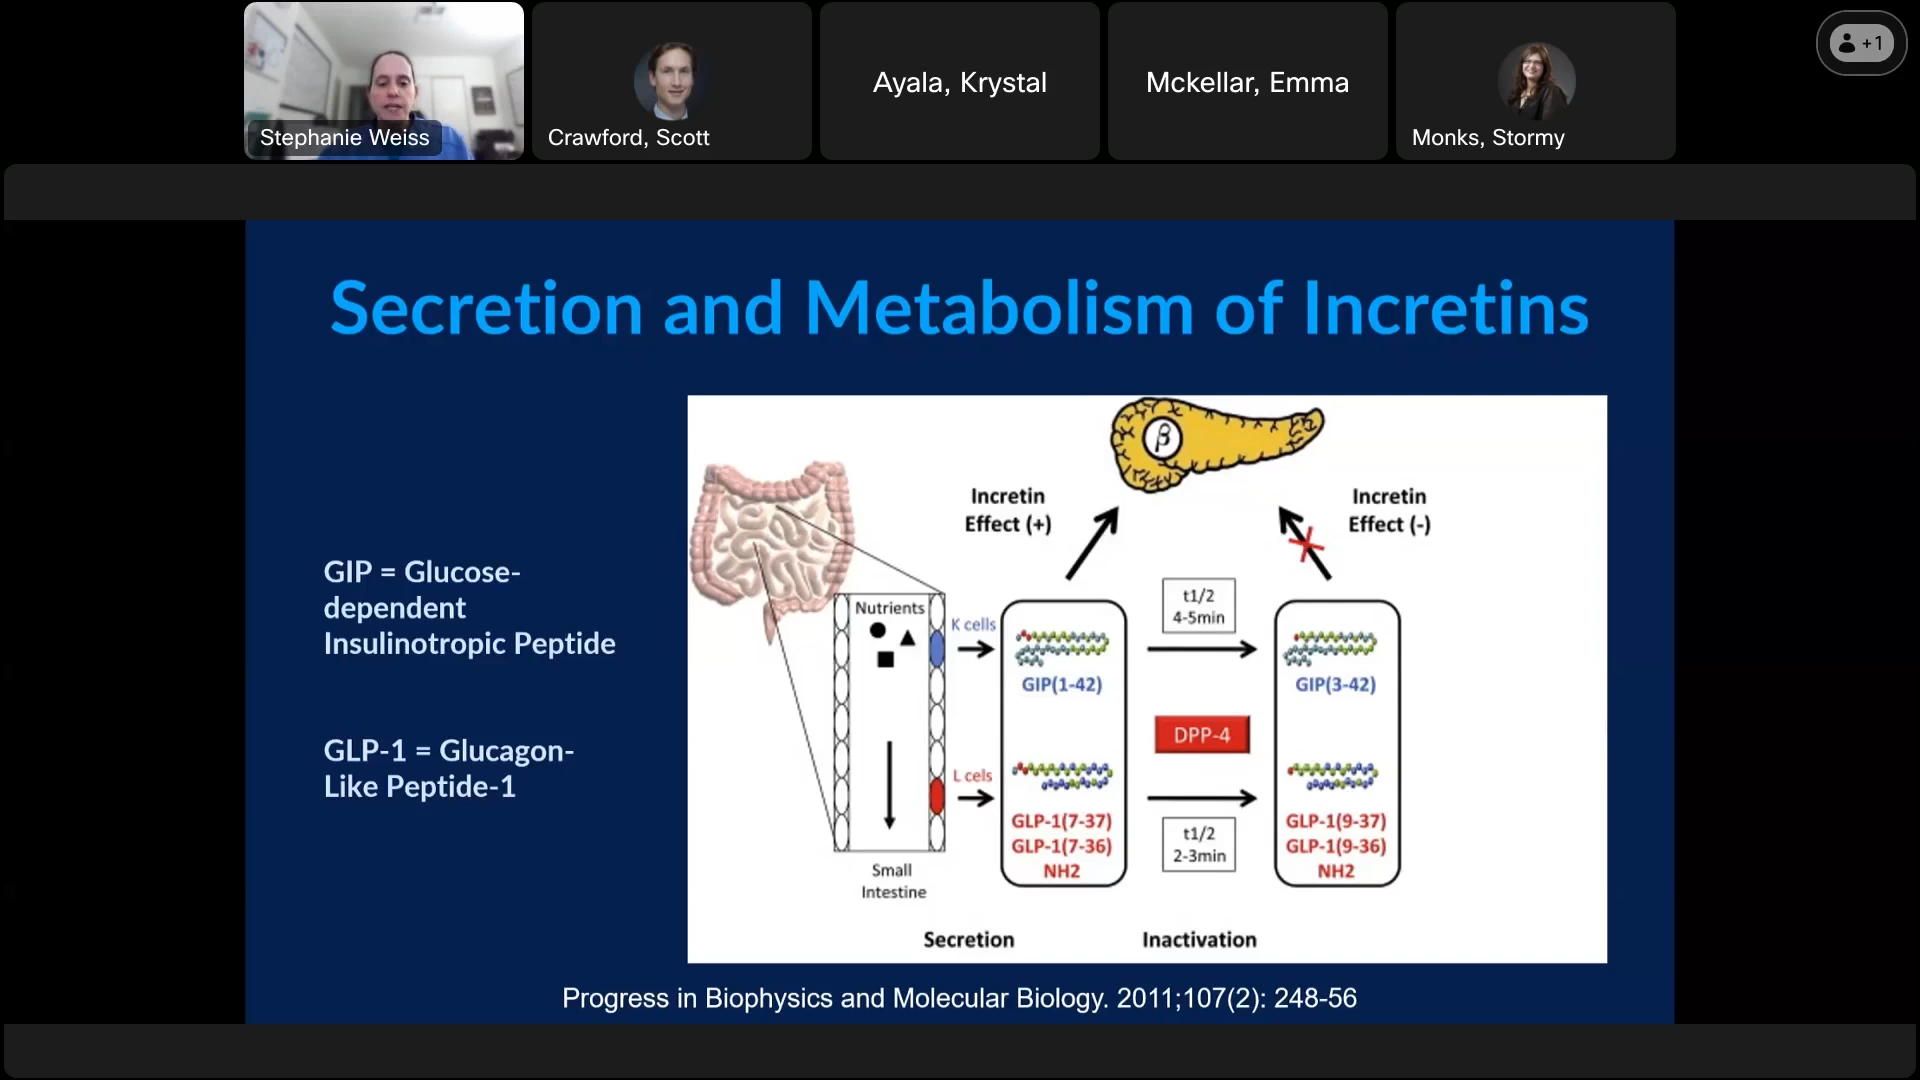 Stephanie Weiss
Crawford, Scott
Ayala, Krystal
Mckellar, Emma
Monks, Stormy
+1
Secretion and Metabolism of Incretins
GIP = Glucose-
dependent
Insulinotropic Peptide
GLP-1 = Glucagon-
Like Peptide-1
β
Incretin
Effect (+)
Incretin
Effect (-)
Nutrients
K cells
t1/2
4-5min
GIP(1-42)
GIP(3-42)
DPP-4
L cels
GLP-1(7-37)
GLP-1(7-36)
NH2
t1/2
2-3min
GLP-1(9-37)
GLP-1(9-36)
NH2
Small
Intestine
Secretion
Inactivation
Progress in Biophysics and Molecular Biology. 2011;107(2): 248-56